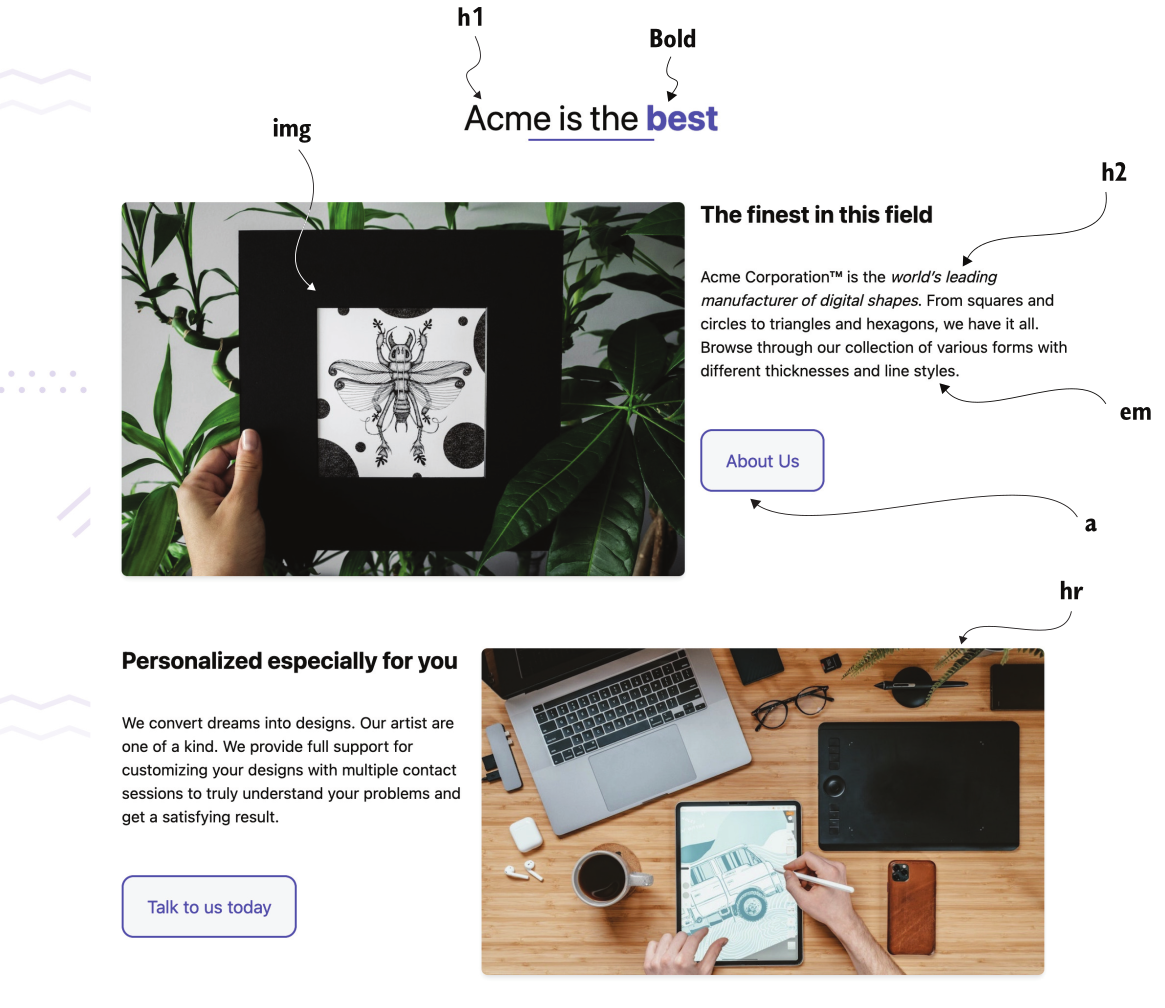 h1
Bold
Acme is the best
img
h2
The finest in this field
Acme Corporation™ is the world's leading
manufacturer of digital shapes. From squares and
circles to triangles and hexagons, we have it all.
Browse through our collection of various forms with
different thicknesses and line styles.
em
About Us
a
hr
Personalized especially for you
We convert dreams into designs. Our artist are
one of a kind. We provide full support for
customizing your designs with multiple contact
sessions to truly understand your problems and
get a satisfying result.
Talk to us today